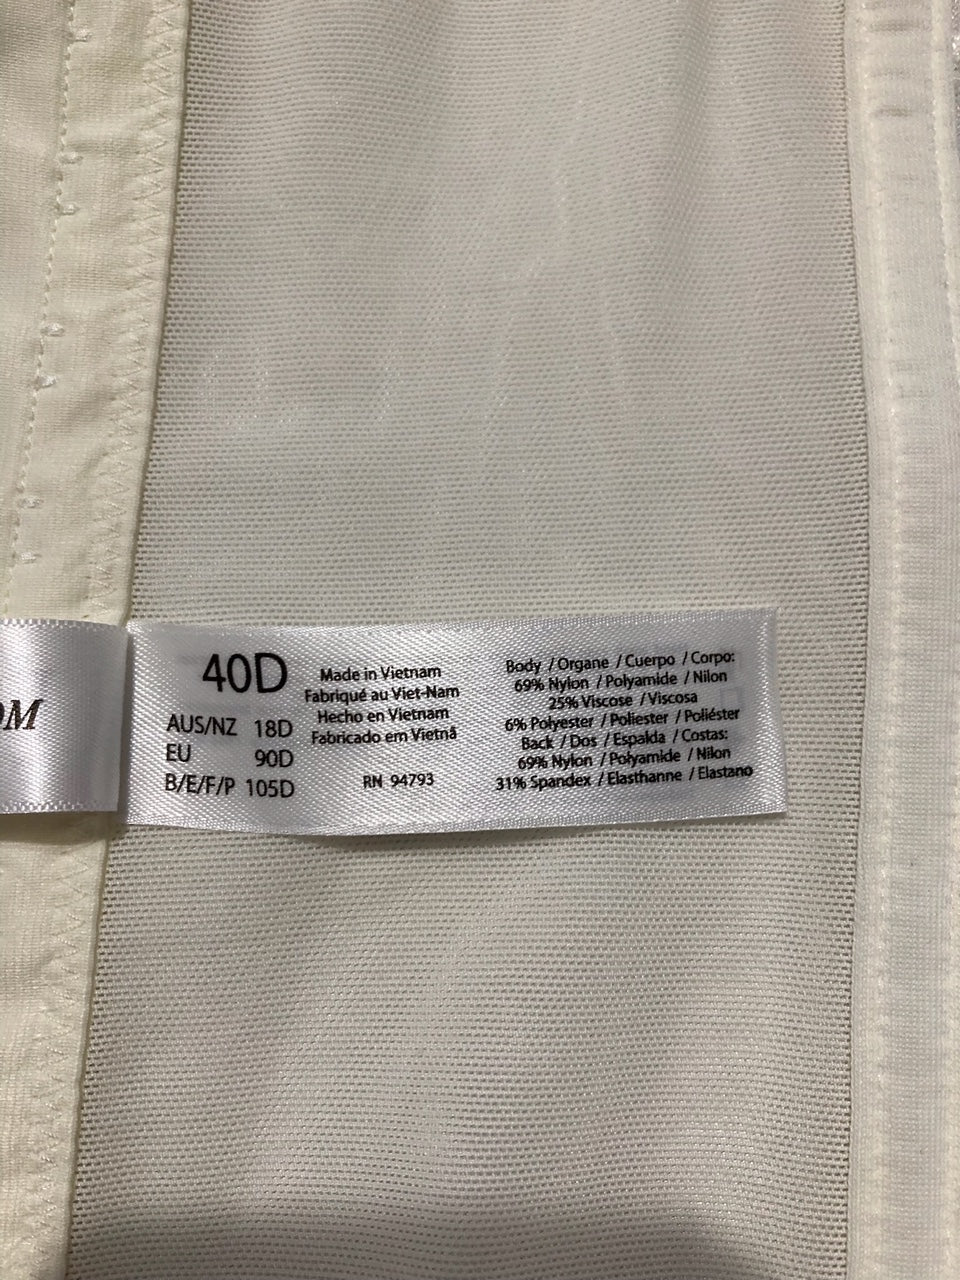 OM
40D
AUS/NZ 18D
EU 90D
B/E/F/P 105D
Made in Vietnam
Fabriqué au Viet-Nam
Hecho en Vietnam
Fabricado em Vietnã
RN 94793
Body / Organe / Cuerpo / Corpo:
69% Nylon / Polyamide / Nilon
25% Viscose / Viscosa
6% Polyester / Poliester / Poliéster
Back / Dos / Espalda / Costas:
69% Nylon / Polyamide / Nilon
31% Spandex / Elasthanne / Elastano